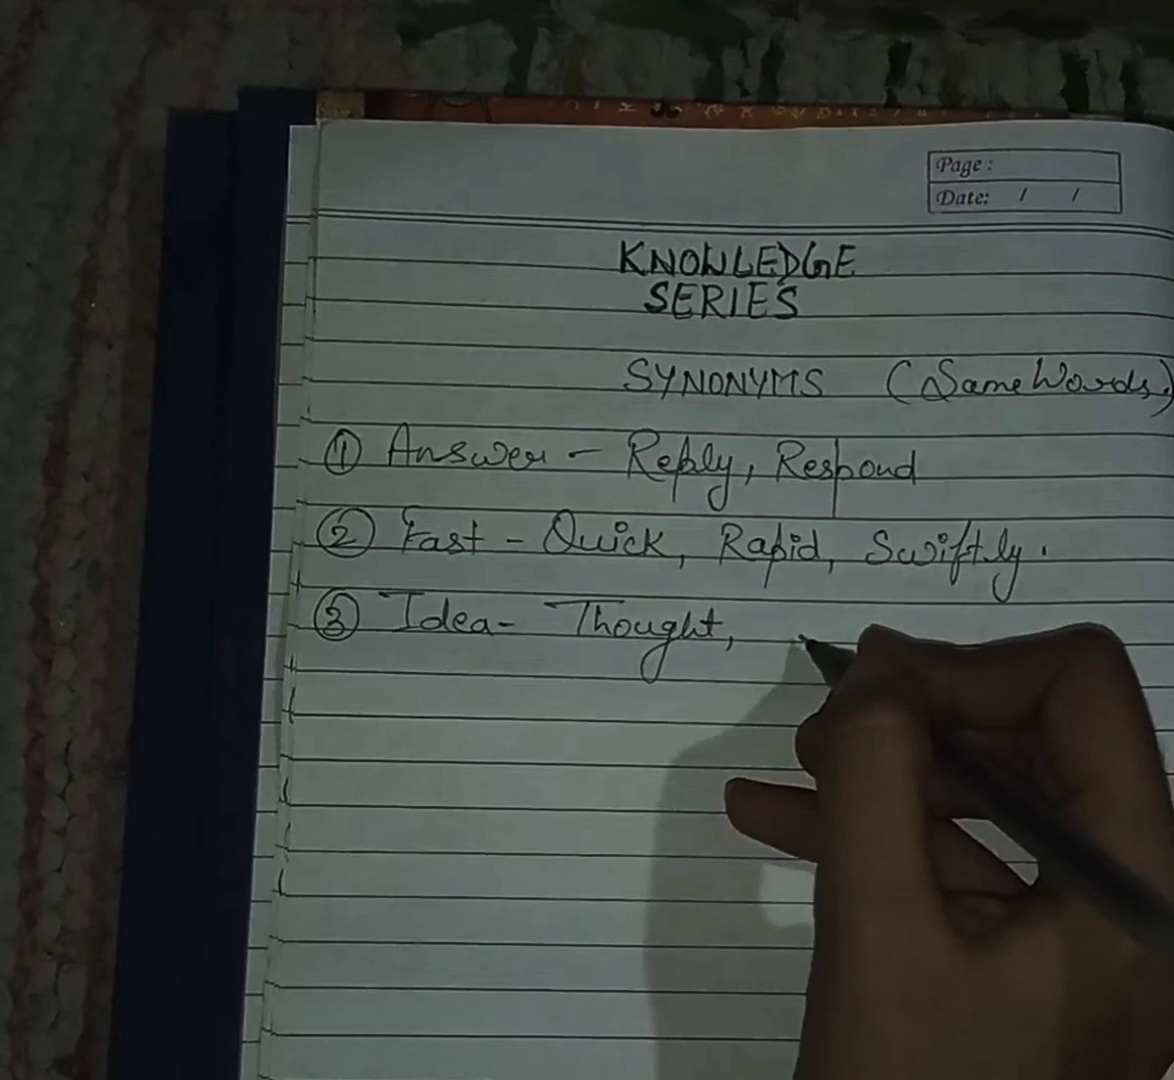 Page :
Date: / /
KNOWLEDGE
SERIES
SYNONYMS (Same Words)
① Answer - Reply, Respond
② Fast - Quick, Rapid, Swiftly.
③ Idea - Thought,